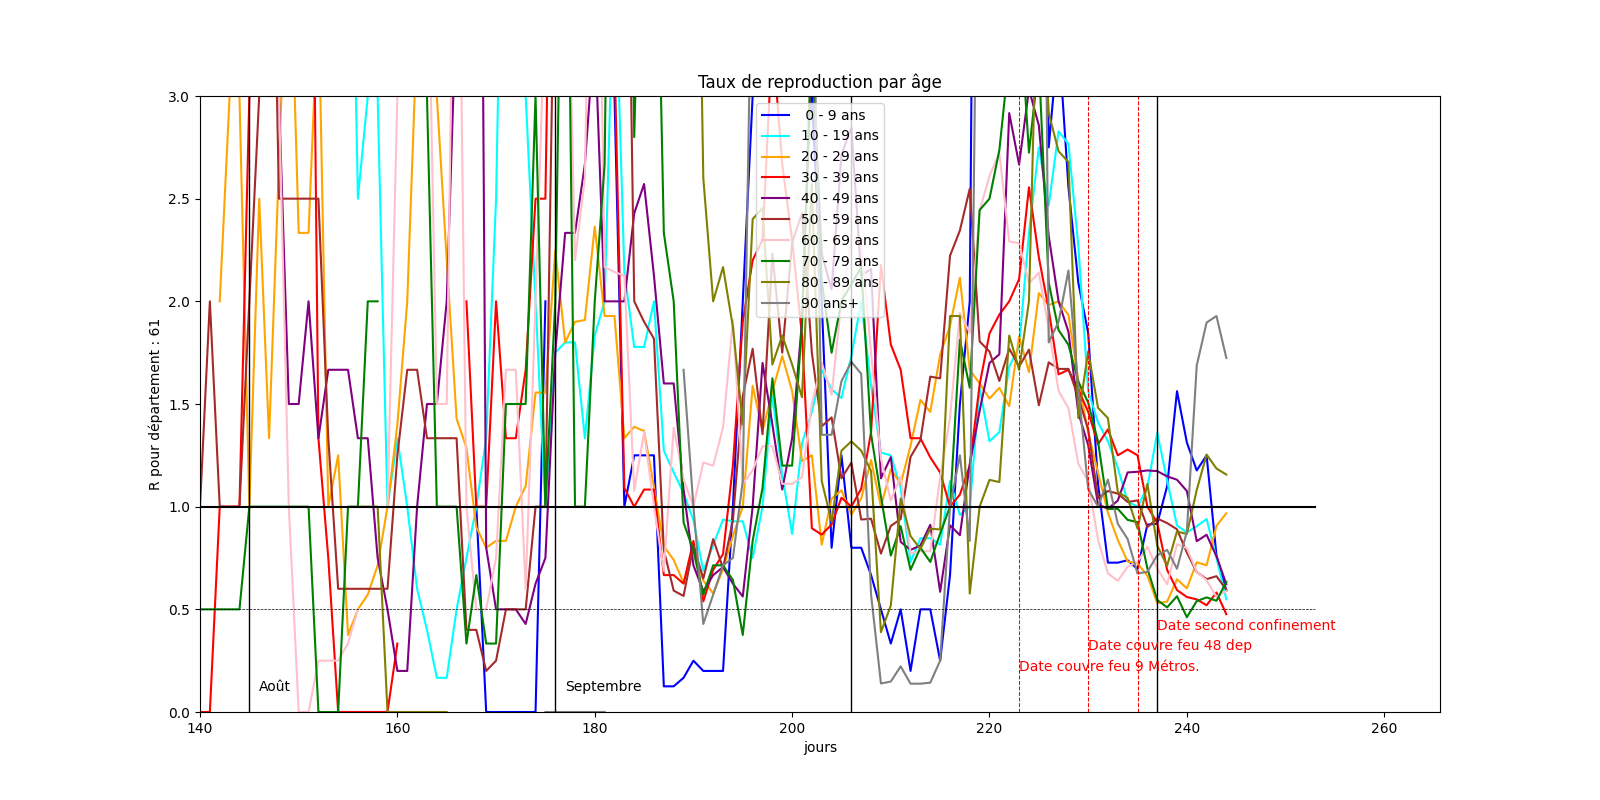 Taux de reproduction par âge
R pour département : 61
3.0
2.5
2.0
1.5
1.0
0.5
0.0
0 - 9 ans
10 - 19 ans
20 - 29 ans
30 - 39 ans
40 - 49 ans
50 - 59 ans
60 - 69 ans
70 - 79 ans
80 - 89 ans
90 ans+
Date second confinement
Date couvre feu 48 dep
Date couvre feu 9 Métros.
Août
Septembre
140
160
180
200
220
240
260
jours